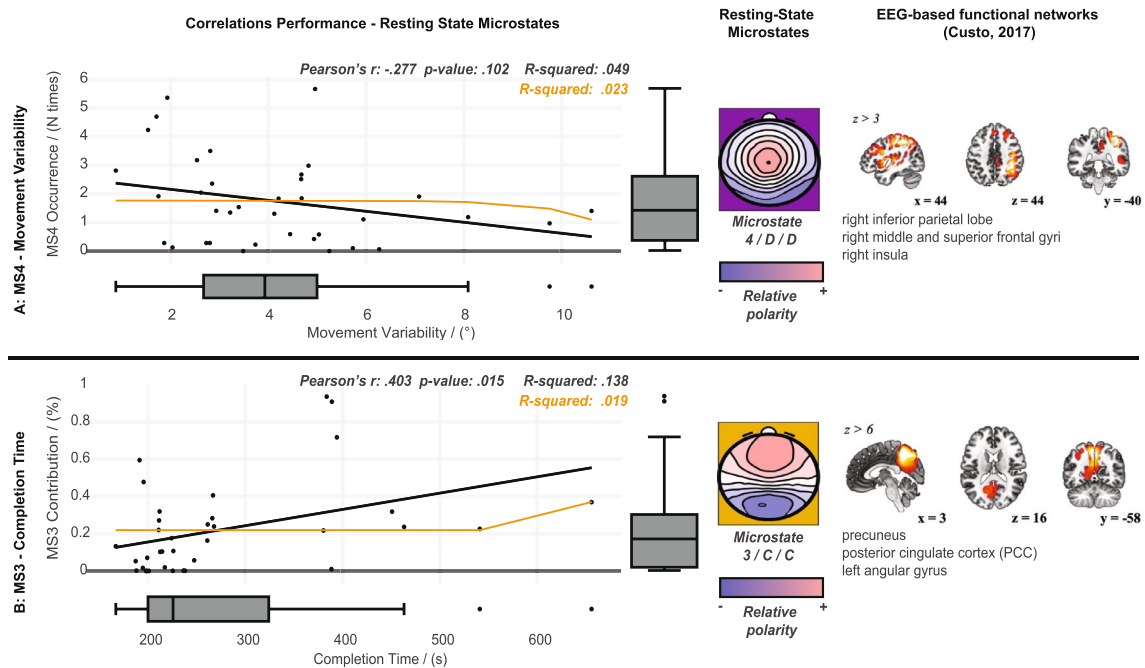 Correlations Performance - Resting State Microstates
Resting-State
Microstates
EEG-based functional networks
(Custo, 2017)
A: MS4 - Movement Variability
MS4 Occurrence / (N times)
Pearson's r: -.277 p-value: .102 R-squared: .049
R-squared: .023
6
5
4
3
2
1
0
2
4
6
8
10
Movement Variability / (°)
Microstate
4 / D / D
- +
Relative
polarity
z > 3
x = 44
z = 44
y = -40
right inferior parietal lobe
right middle and superior frontal gyri
right insula
B: MS3 - Completion Time
MS3 Contribution / (%)
Pearson's r: .403 p-value: .015 R-squared: .138
R-squared: .019
1
0.8
0.6
0.4
0.2
0
200
300
400
500
600
Completion Time / (s)
Microstate
3 / C / C
- +
Relative
polarity
z > 6
x = 3
z = 16
y = -58
precuneus
posterior cingulate cortex (PCC)
left angular gyrus